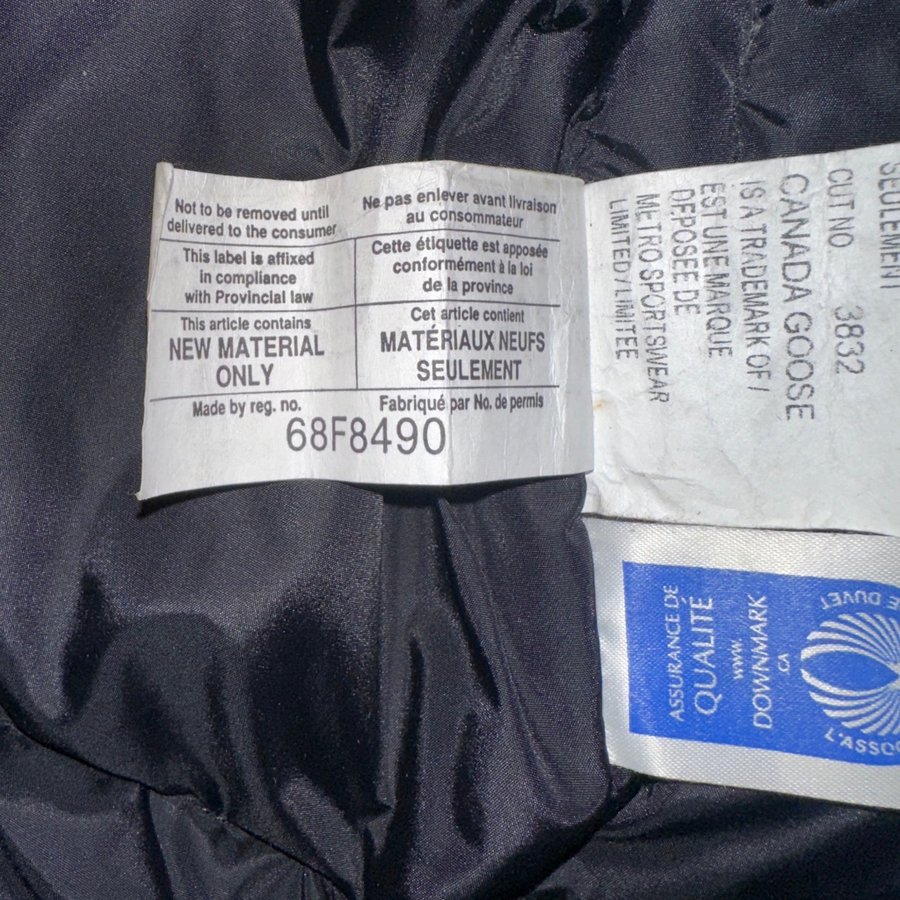 Not to be removed until
delivered to the consumer
Ne pas enlever avant livraison
au consommateur
This label is affixed
in compliance
with Provincial law
Cette étiquette est apposée
conformément à la loi
de la province
This article contains
NEW MATERIAL
ONLY
Cet article contient
MATÉRIAUX NEUFS
SEULEMENT
Made by reg. no.
Fabriqué par No. de permis
68F8490
SEULEMENT
CUT NO 3832
CANADA GOOSE
IS A TRADEMARK OF /
EST UNE MARQUE
DEPOSEE DE
METRO SPORTSWEAR
LIMITED/LIMITEE
ASSURANCE DE
QUALITÉ
www.
DOWNMARK
.CA
DUVET